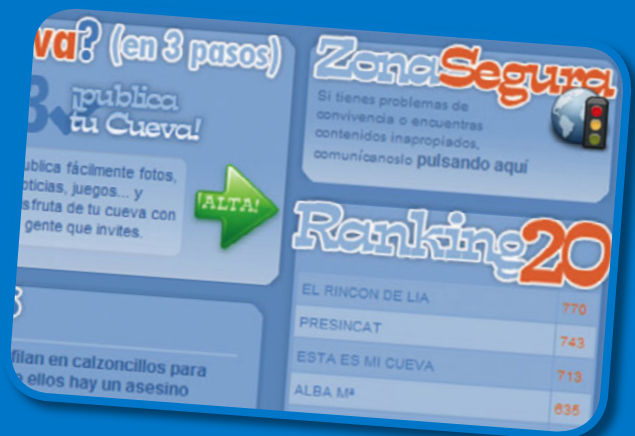 va? (en 3 pasos)
3.
¡publica
tu Cueva!
ublica fácilmente fotos,
oticias, juegos... y
sfruta de tu cueva con
gente que invites.
¡ALTA!
ZonaSegura
Si tienes problemas de
convivencia o encuentras
contenidos inapropiados,
comunícanoslo pulsando aquí
Ranking20
EL RINCON DE LIA 770
PRESINCAT 743
ESTA ES MI CUEVA 713
ALBA Mª 635
filan en calzoncillos para
e ellos hay un asesino